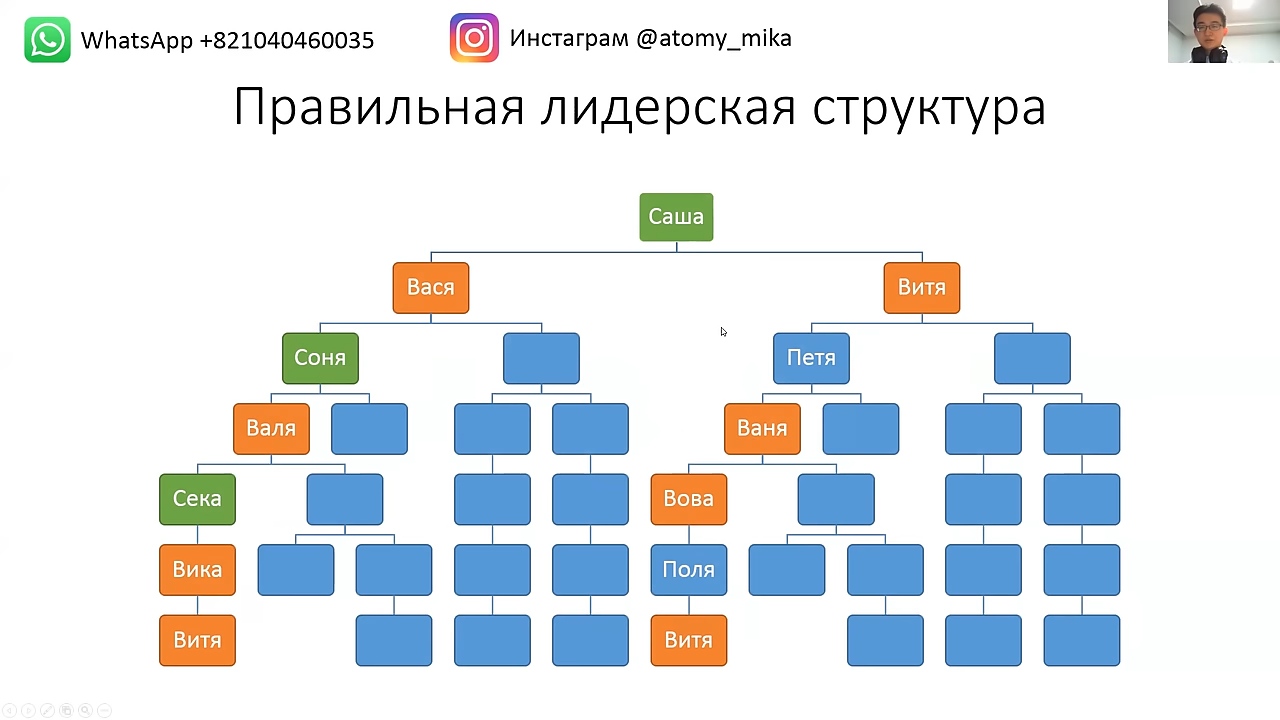 WhatsApp +821040460035
Инстаграм @atomy_mika
Правильная лидерская структура
Саша
Вася
Витя
Соня
Петя
Валя
Ваня
Сека
Вова
Вика
Поля
Витя
Витя